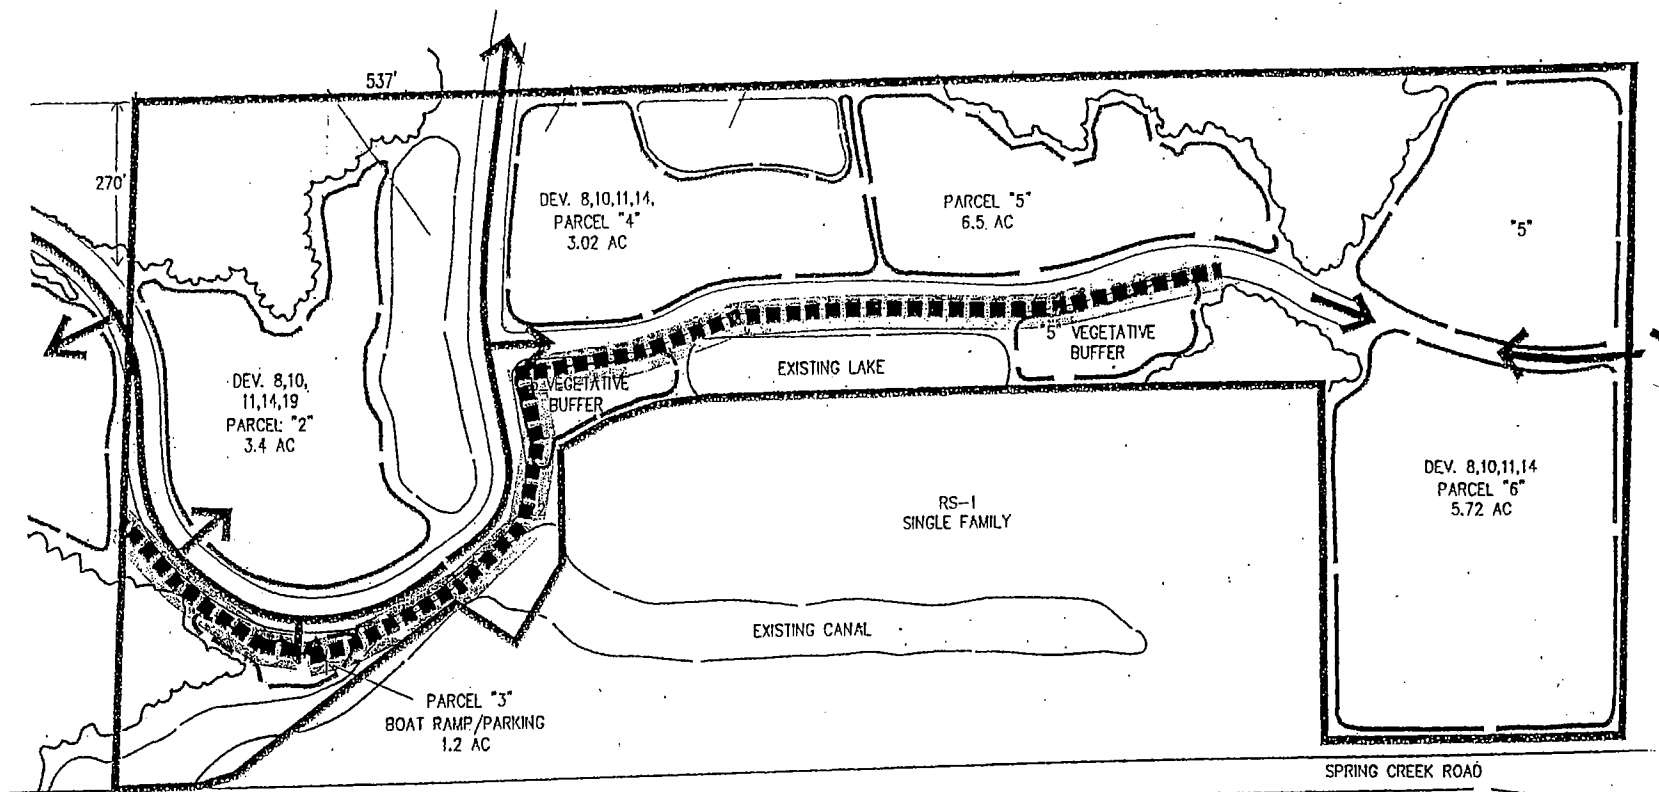 537'
270'
DEV. 8,10,11,14,
PARCEL "4"
3.02 AC
PARCEL "5"
6.5 AC
"5"
DEV. 8,10,
11,14,19
PARCEL "2"
3.4 AC
VEGETATIVE
BUFFER
EXISTING LAKE
"5" VEGETATIVE
BUFFER
RS-1
SINGLE FAMILY
DEV. 8,10,11,14
PARCEL "6"
5.72 AC
EXISTING CANAL
PARCEL "3"
BOAT RAMP/PARKING
1.2 AC
SPRING CREEK ROAD